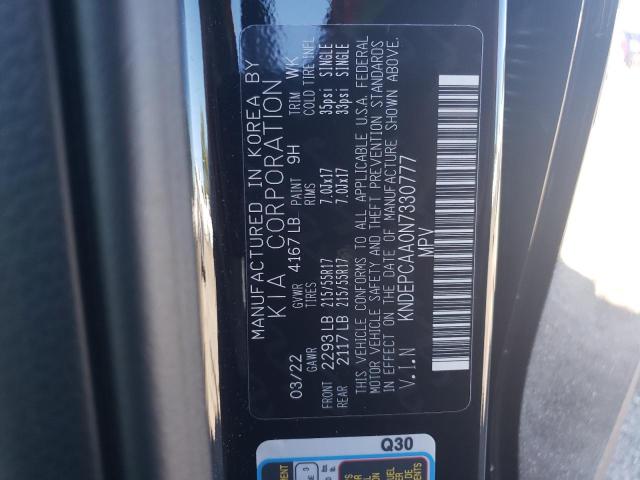 MANUFACTURED IN KOREA BY
KIA CORPORATION
03/22 GVWR 4167 LB PAINT 9H TRIM WK
GAWR TIRES RIMS COLD TIRE INFL
FRONT 2293 LB 215/55R17 7.0Jx17 35psi SINGLE
REAR 2117 LB 215/55R17 7.0Jx17 33psi SINGLE
THIS VEHICLE CONFORMS TO ALL APPLICABLE U.S.A. FEDERAL
MOTOR VEHICLE SAFETY AND THEFT PREVENTION STANDARDS
IN EFFECT ON THE DATE OF MANUFACTURE SHOWN ABOVE.
V.I.N KNDEPCAA0N7330777
MPV
Q30